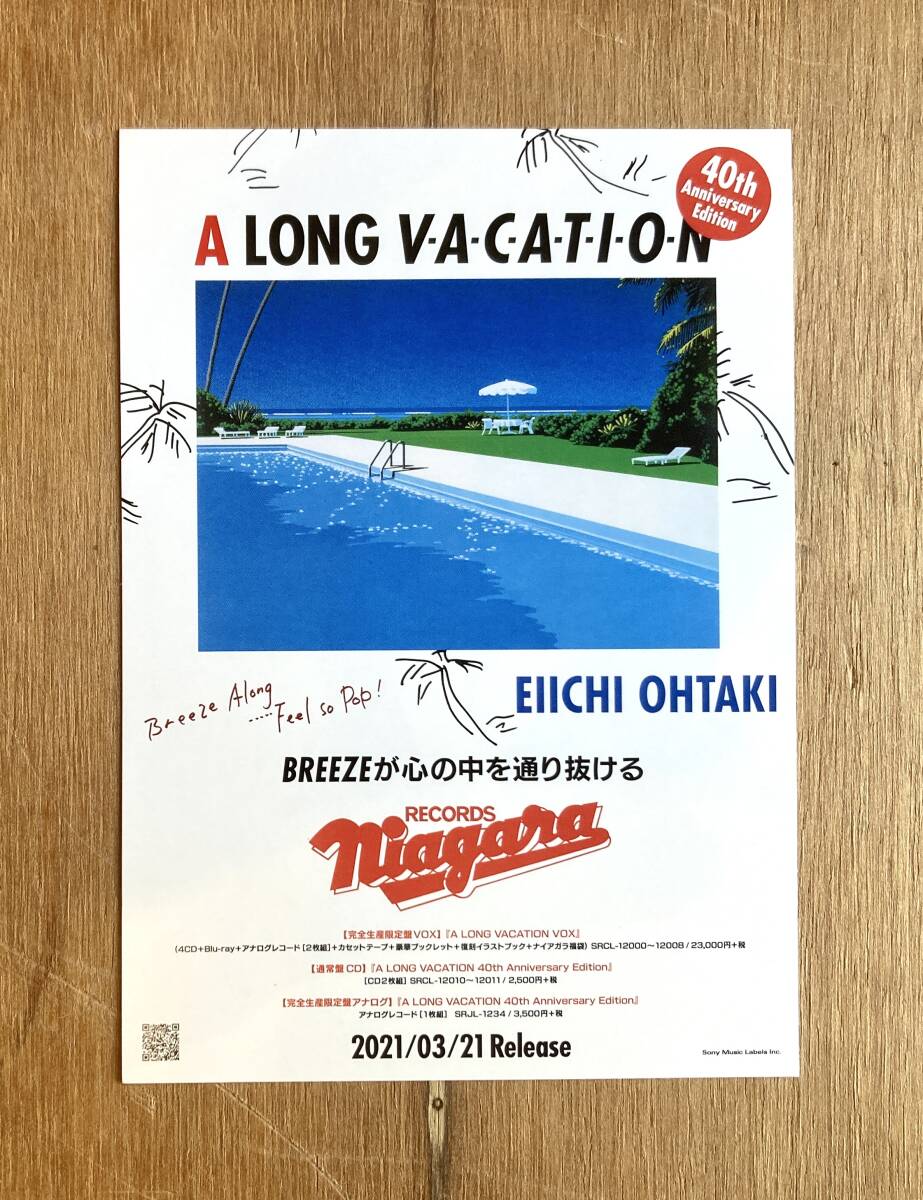 40th
Anniversary
Edition
A LONG V-A-C-A-T-I-O-N
EIICHI OHTAKI
Breeze Along
..... Feel so Pop!
BREEZEが心の中を通り抜ける
RECORDS
Niagara
【完全生産限定盤VOX】『A LONG VACATION VOX』
(4CD+Blu-ray+アナログレコード[2枚組]+カセットテープ+豪華ブックレット+復刻イラストブック+ナイアガラ福袋) SRCL-12000〜12008 / 23,000円+税
【通常盤CD】『A LONG VACATION 40th Anniversary Edition』
[CD2枚組] SRCL-12010〜12011 / 2,500円+税
【完全生産限定盤アナログ】『A LONG VACATION 40th Anniversary Edition』
アナログレコード[1枚組] SRJL-1234 / 3,500円+税
2021/03/21 Release
Sony Music Labels Inc.